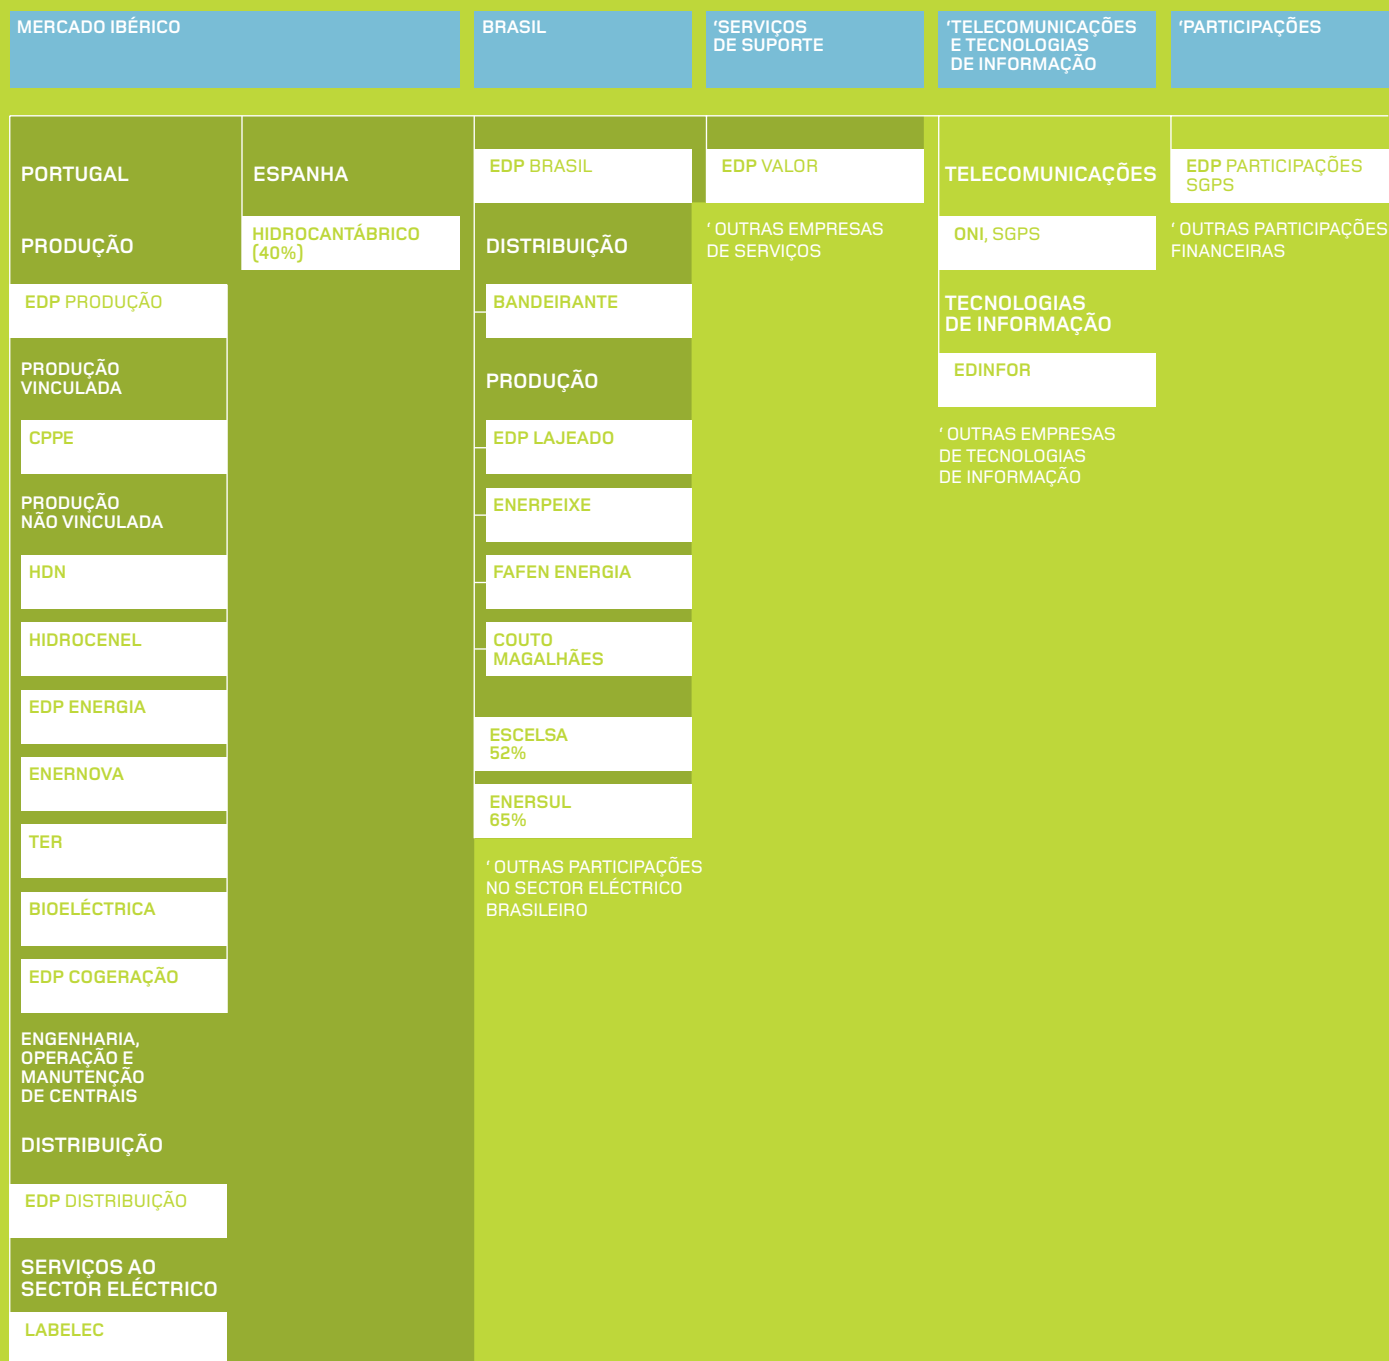 MERCADO IBÉRICO
BRASIL
‘SERVIÇOS
DE SUPORTE
‘TELECOMUNICAÇÕES
E TECNOLOGIAS
DE INFORMAÇÃO
‘PARTICIPAÇÕES
PORTUGAL
PRODUÇÃO
EDP PRODUÇÃO
PRODUÇÃO
VINCULADA
CPPE
PRODUÇÃO
NÃO VINCULADA
HDN
HIDROCENEL
EDP ENERGIA
ENERNOVA
TER
BIOELÉCTRICA
EDP COGERAÇÃO
ENGENHARIA,
OPERAÇÃO E
MANUTENÇÃO
DE CENTRAIS
DISTRIBUIÇÃO
EDP DISTRIBUIÇÃO
SERVIÇOS AO
SECTOR ELÉCTRICO
LABELEC
ESPANHA
HIDROCANTÁBRICO
(40%)
EDP BRASIL
DISTRIBUIÇÃO
BANDEIRANTE
PRODUÇÃO
EDP LAJEADO
ENERPEIXE
FAFEN ENERGIA
COUTO
MAGALHÃES
ESCELSA
52%
ENERSUL
65%
‘ OUTRAS PARTICIPAÇÕES
NO SECTOR ELÉCTRICO
BRASILEIRO
EDP VALOR
‘ OUTRAS EMPRESAS
DE SERVIÇOS
TELECOMUNICAÇÕES
ONI, SGPS
TECNOLOGIAS
DE INFORMAÇÃO
EDINFOR
‘ OUTRAS EMPRESAS
DE TECNOLOGIAS
DE INFORMAÇÃO
EDP PARTICIPAÇÕES
SGPS
‘ OUTRAS PARTICIPAÇÕES
FINANCEIRAS